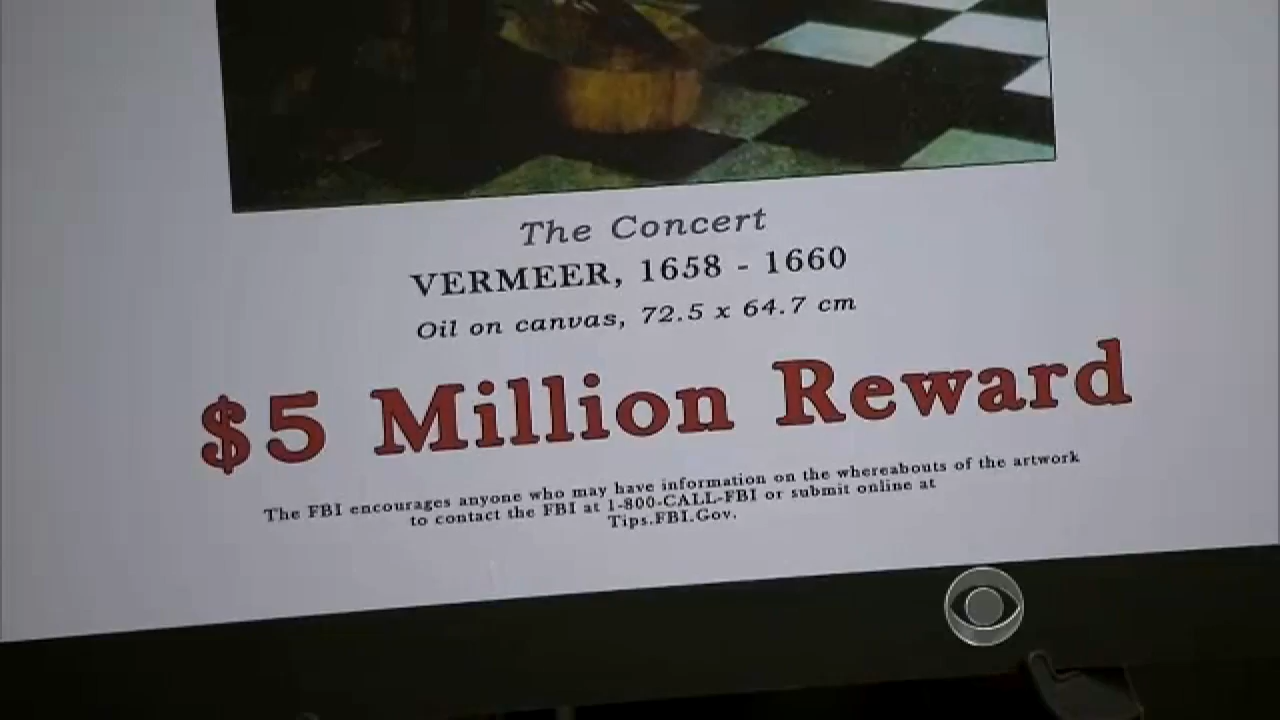 The Concert
VERMEER, 1658 - 1660
Oil on canvas, 72.5 x 64.7 cm
$5 Million Reward
The FBI encourages anyone who may have information on the whereabouts of the artwork
to contact the FBI at 1-800-CALL-FBI or submit online at
Tips.FBI.Gov.